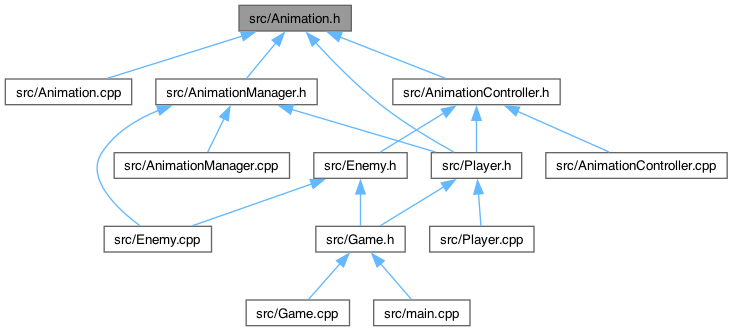 src/Animation.h
src/Animation.cpp
src/AnimationManager.h
src/AnimationController.h
src/AnimationManager.cpp
src/Enemy.h
src/Player.h
src/AnimationController.cpp
src/Enemy.cpp
src/Game.h
src/Player.cpp
src/Game.cpp
src/main.cpp